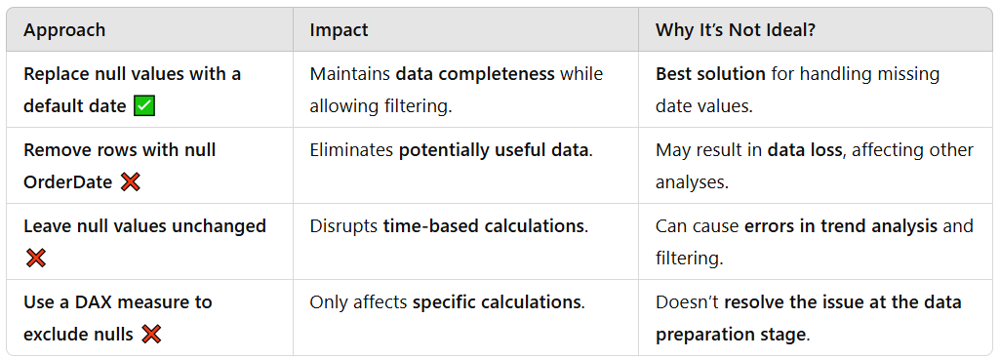 Approach Impact Why It’s Not Ideal?
Replace null values with a Maintains data completeness while Best solution for handling missing
default date ✅ allowing filtering. date values.
Remove rows with null Eliminates potentially useful data. May result in data loss, affecting other
OrderDate ❌ analyses.
Leave null values unchanged Disrupts time-based calculations. Can cause errors in trend analysis and
❌ filtering.
Use a DAX measure to Only affects specific calculations. Doesn’t resolve the issue at the data
exclude nulls ❌ preparation stage.